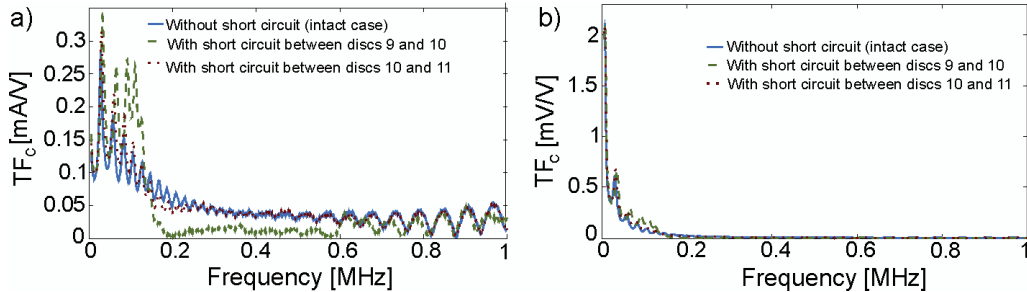 a)
TFc [mA/V]
0.3
0.25
0.2
0.15
0.1
0.05
0
Without short circuit (intact case)
With short circuit between discs 9 and 10
With short circuit between discs 10 and 11
0 0.2 0.4 0.6 0.8 1
Frequency [MHz]
b)
TFc [mV/V]
2
1.5
1
0.5
0
Without short circuit (intact case)
With short circuit between discs 9 and 10
With short circuit between discs 10 and 11
0 0.2 0.4 0.6 0.8 1
Frequency [MHz]